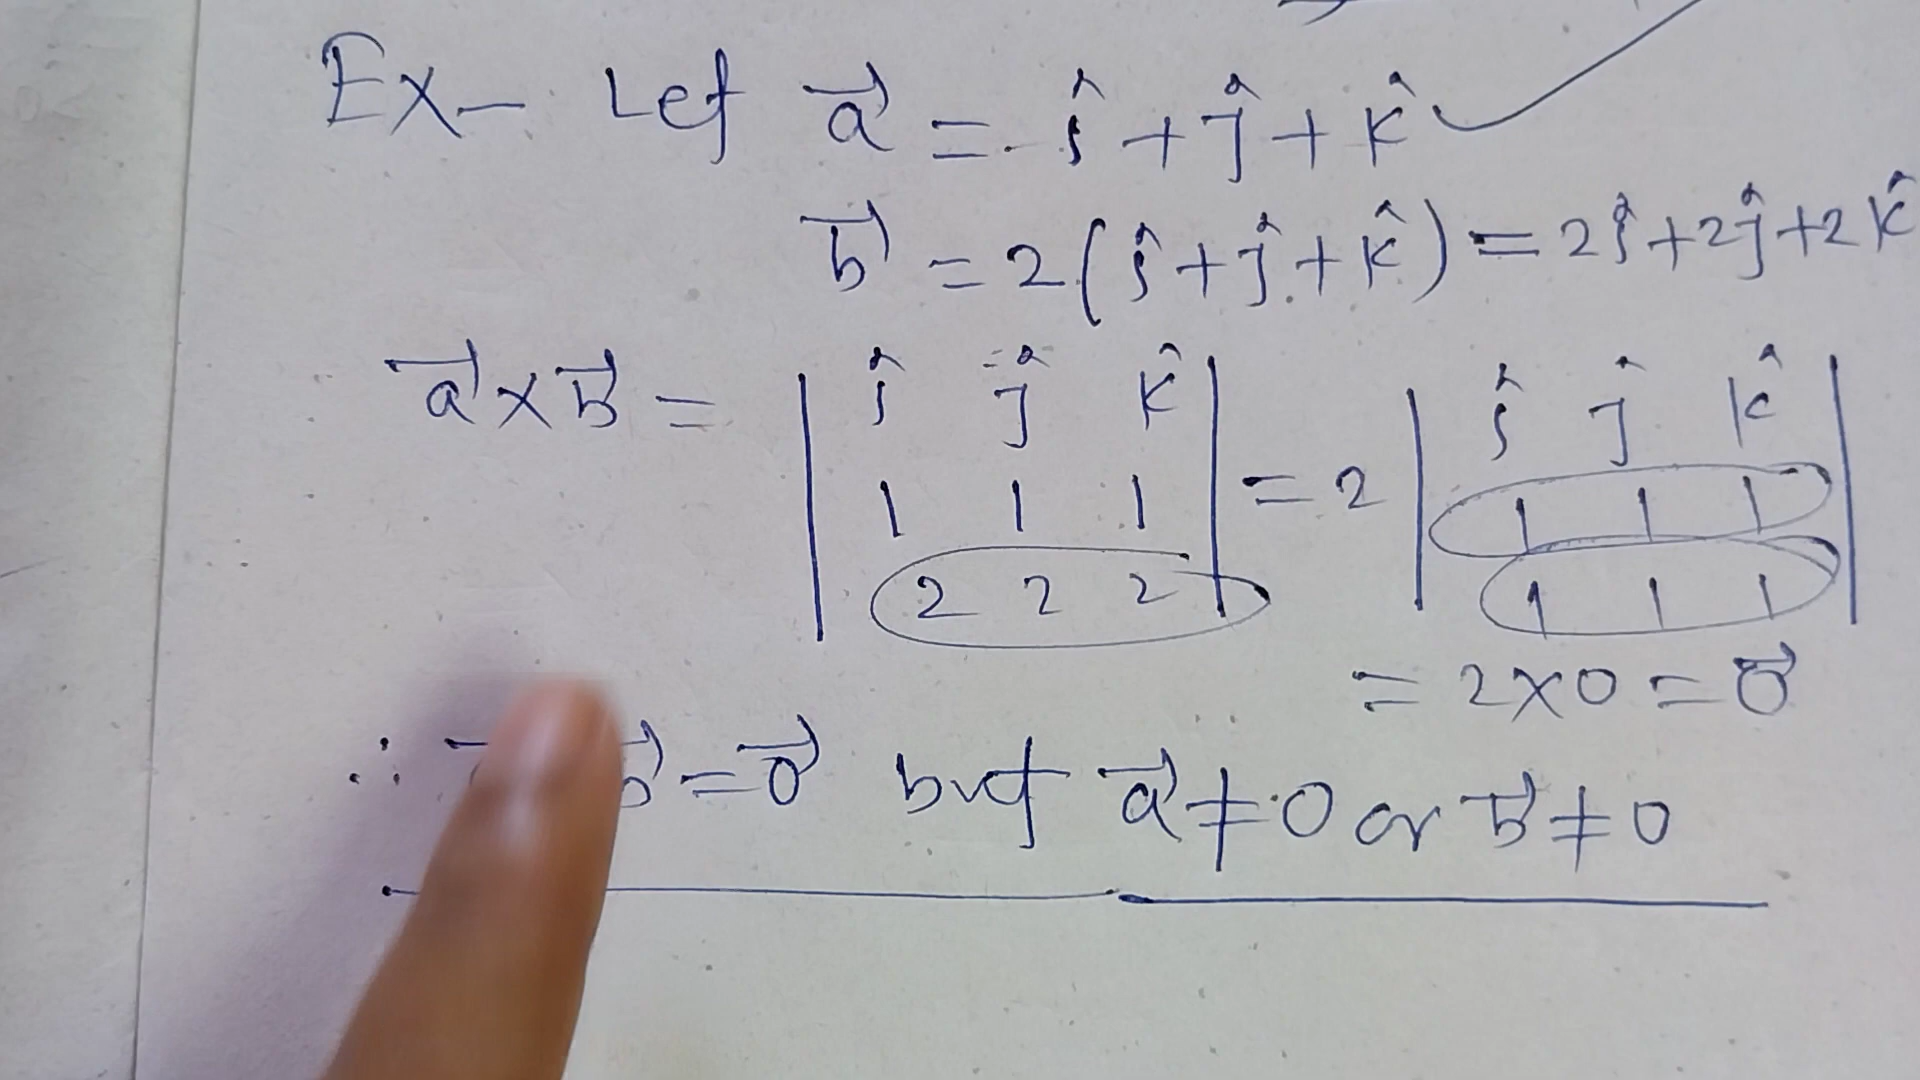 Ex- Let a⃗ = î + ĵ + k̂
b⃗ = 2(î + ĵ + k̂) = 2î + 2ĵ + 2k̂
a⃗ × b⃗ = | î ĵ k̂ | = 2 | î ĵ k̂ |
1 1 1 1 1 1
2 2 2 1 1 1
= 2 × 0 = 0⃗
∴ b⃗ = 0⃗ but a⃗ ≠ 0 or b⃗ ≠ 0